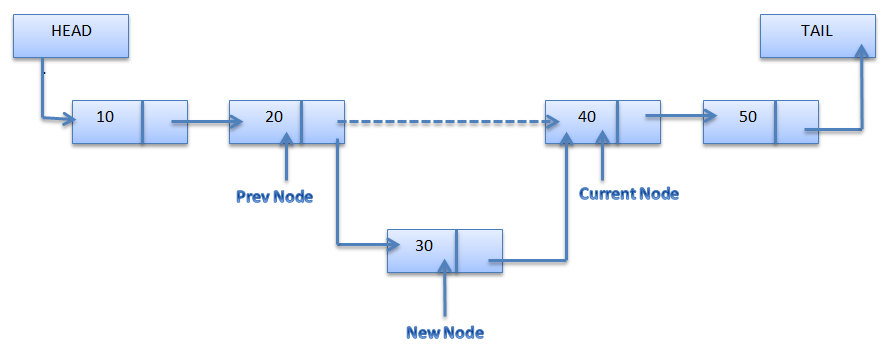 HEAD
TAIL
10
20
40
50
Prev Node
Current Node
30
New Node